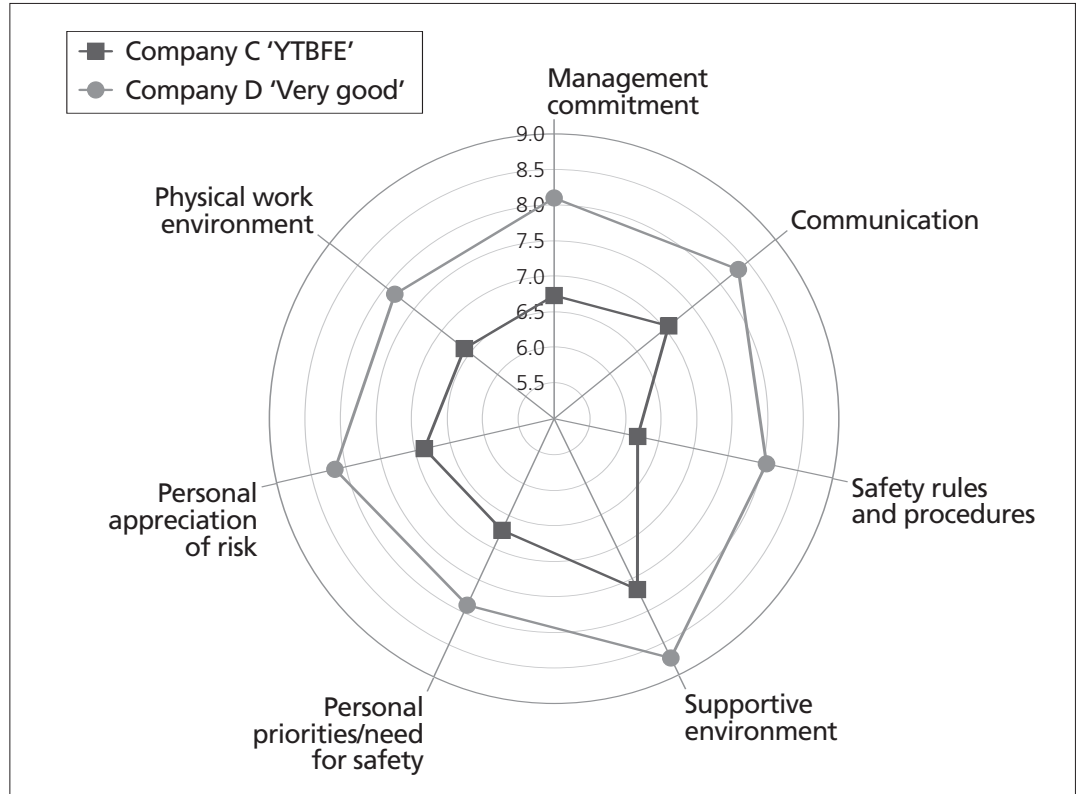 Company C ‘YTBFE’
Company D ‘Very good’
Management
commitment
9.0
8.5
8.0
7.5
7.0
6.5
6.0
5.5
Communication
Safety rules
and procedures
Supportive
environment
Personal
priorities/need
for safety
Personal
appreciation
of risk
Physical work
environment